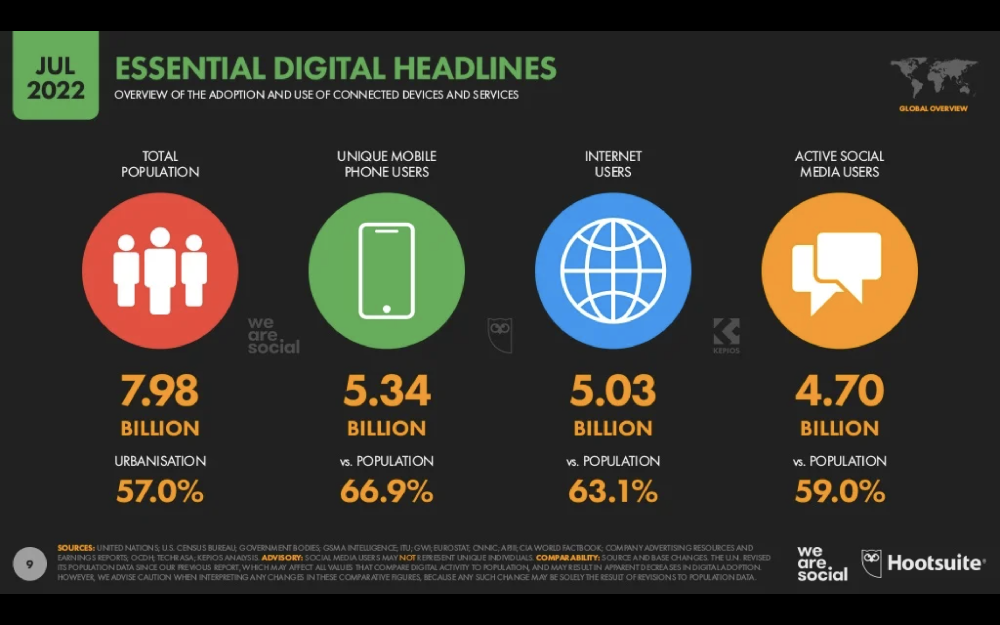 JUL
2022
ESSENTIAL DIGITAL HEADLINES
OVERVIEW OF THE ADOPTION AND USE OF CONNECTED DEVICES AND SERVICES
GLOBAL OVERVIEW
TOTAL
POPULATION
7.98
BILLION
URBANISATION
57.0%
UNIQUE MOBILE
PHONE USERS
5.34
BILLION
vs. POPULATION
66.9%
INTERNET
USERS
5.03
BILLION
vs. POPULATION
63.1%
ACTIVE SOCIAL
MEDIA USERS
4.70
BILLION
vs. POPULATION
59.0%
we
are
social
KEPIOS
9
SOURCES: UNITED NATIONS; U.S. CENSUS BUREAU; GOVERNMENT BODIES; GSMA INTELLIGENCE; ITU; GWI; EUROSTAT; CNNIC; APJII; CIA WORLD FACTBOOK; COMPANY ADVERTISING RESOURCES AND
EARNINGS REPORTS; OCDH; TECHRASA; KEPIOS ANALYSIS. ADVISORY: SOCIAL MEDIA USERS MAY NOT REPRESENT UNIQUE INDIVIDUALS. COMPARABILITY: SOURCE AND BASE CHANGES. THE U.N. REVISED
ITS POPULATION DATA SINCE OUR PREVIOUS REPORT, WHICH MAY AFFECT ALL VALUES THAT COMPARE DIGITAL ACTIVITY TO POPULATION, AND MAY RESULT IN APPARENT DECREASES IN DIGITAL ADOPTION.
HOWEVER, WE ADVISE CAUTION WHEN INTERPRETING ANY CHANGES IN THESE COMPARATIVE FIGURES, BECAUSE ANY SUCH CHANGE MAY BE SOLELY THE RESULT OF REVISIONS TO POPULATION DATA.
we
are
social
Hootsuite®